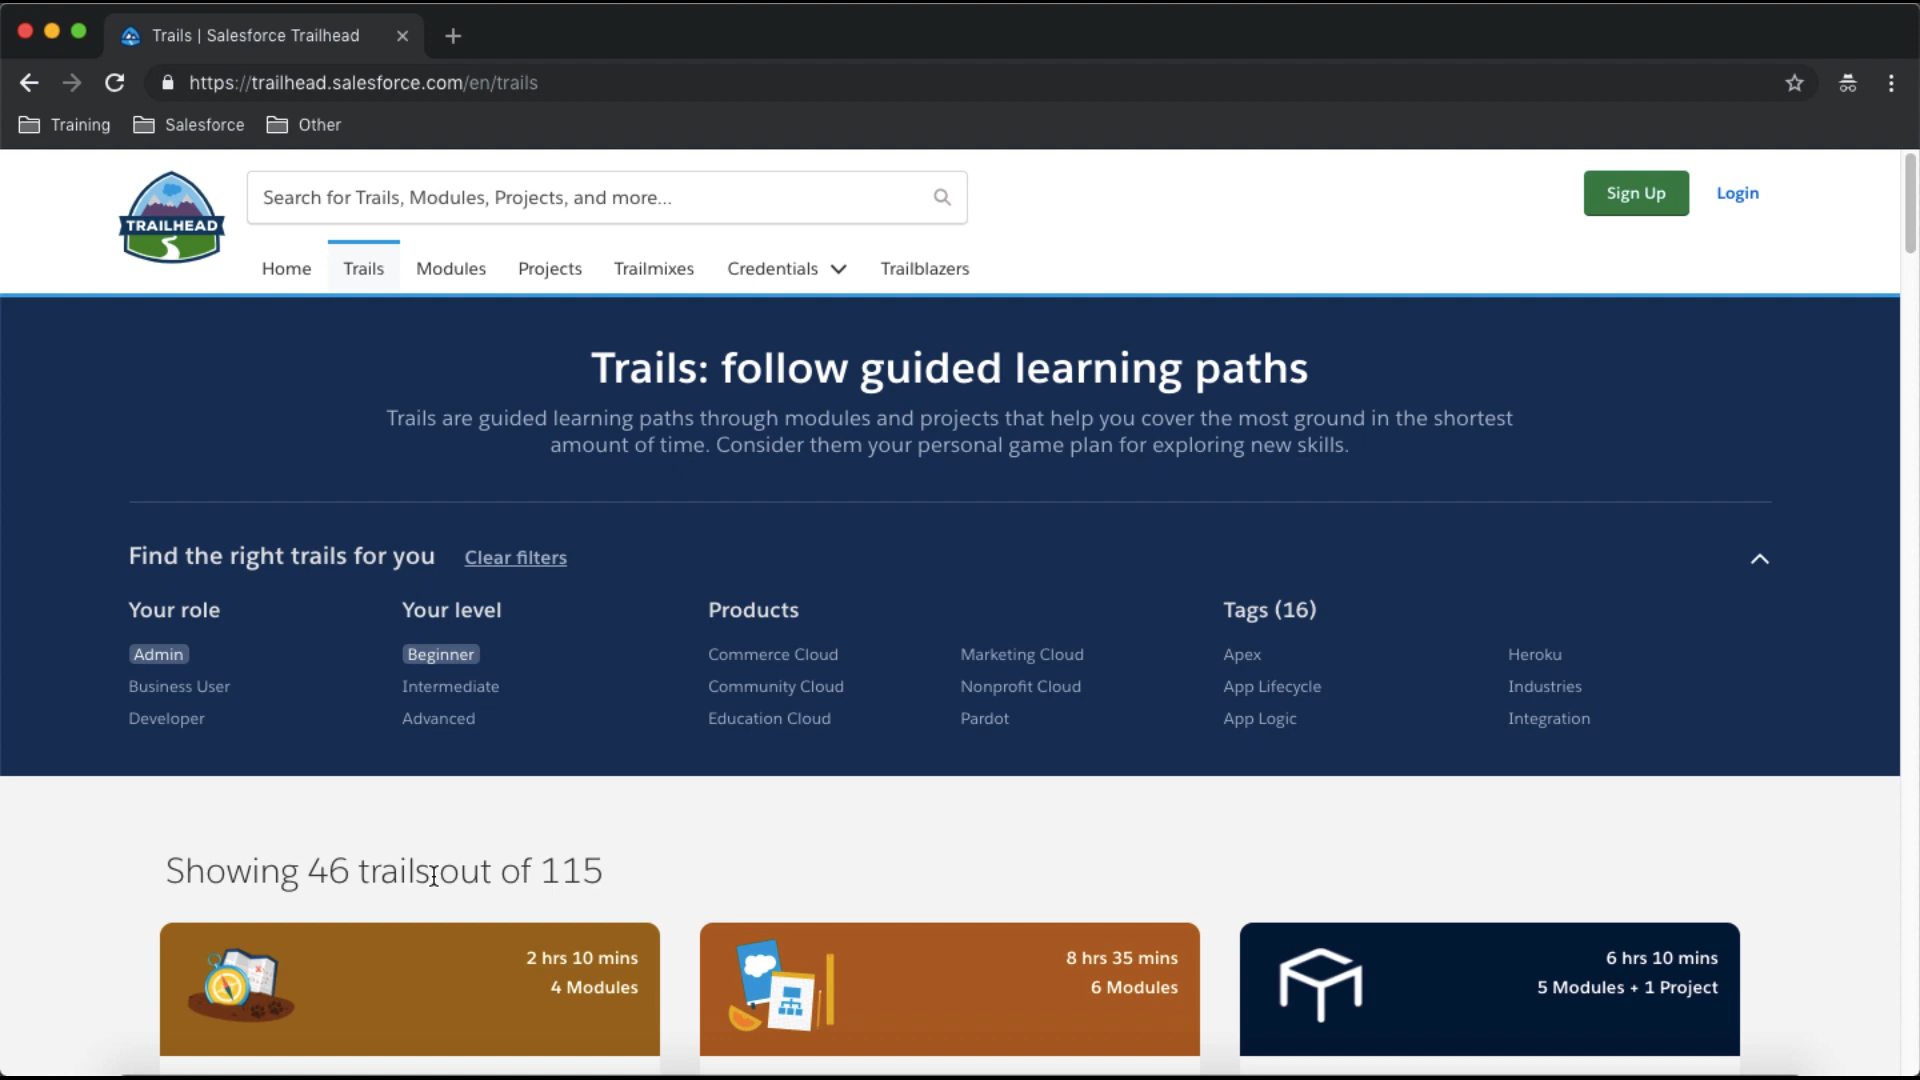 Trails | Salesforce Trailhead
https://trailhead.salesforce.com/en/trails
Training Salesforce Other
TRAILHEAD
Search for Trails, Modules, Projects, and more...
Sign Up Login
Home Trails Modules Projects Trailmixes Credentials Trailblazers
Trails: follow guided learning paths
Trails are guided learning paths through modules and projects that help you cover the most ground in the shortest
amount of time. Consider them your personal game plan for exploring new skills.
Find the right trails for you Clear filters
Your role Your level Products Tags (16)
Admin Beginner Commerce Cloud Marketing Cloud Apex Heroku
Business User Intermediate Community Cloud Nonprofit Cloud App Lifecycle Industries
Developer Advanced Education Cloud Pardot App Logic Integration
Showing 46 trails out of 115
2 hrs 10 mins 8 hrs 35 mins 6 hrs 10 mins
4 Modules 6 Modules 5 Modules + 1 Project